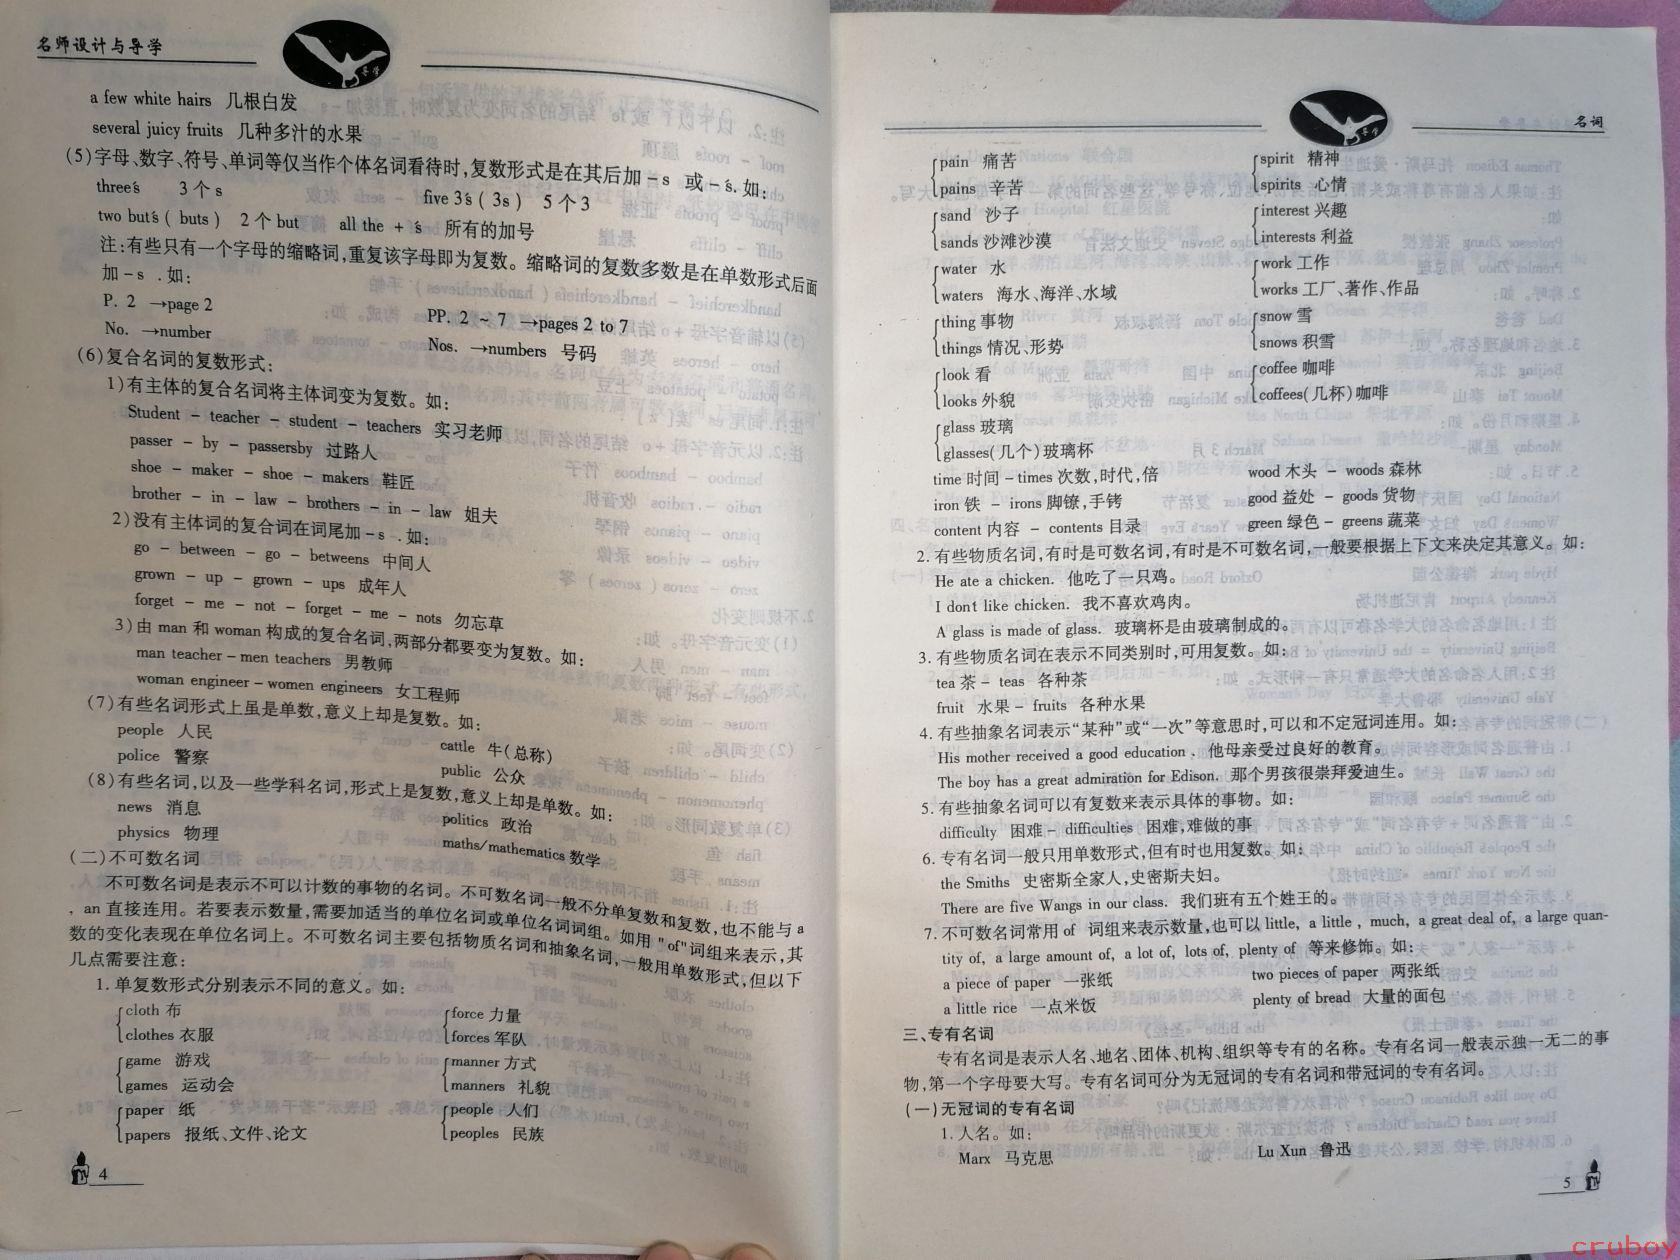 名师设计与导学
导学
a few white hairs 几根白发
several juicy fruits 几种多汁的水果
(5)字母、数字、符号、单词等仅当作个体名词看待时,复数形式是在其后加-s 或-'s. 如:
three's 3个s five 3's ( 3s ) 5个3
two but's ( buts ) 2个but all the + 's 所有的加号
注:有些只有一个字母的缩略词,重复该字母即为复数。缩略词的复数多数是在单数形式后面
加-s .如:
P. 2 →page 2 PP. 2 ~ 7 →pages 2 to 7
No. →number Nos. →numbers 号码
(6)复合名词的复数形式:
1)有主体的复合名词将主体词变为复数。如:
Student - teacher - student - teachers 实习老师
passer - by - passersby 过路人
shoe - maker - shoe - makers 鞋匠
brother - in - law - brothers - in - law 姐夫
2)没有主体词的复合词在词尾加-s .如:
go - between - go - betweens 中间人
grown - up - grown - ups 成年人
forget - me - not - forget - me - nots 勿忘草
3)由 man 和 woman 构成的复合名词,两部分都要变为复数。如:
man teacher-men teachers 男教师
woman engineer-women engineers 女工程师
(7)有些名词形式上虽是单数,意义上却是复数。如:
people 人民 cattle 牛(总称)
police 警察 public 公众
(8)有些名词,以及一些学科名词,形式上是复数,意义上却是单数。如:
news 消息 politics 政治
physics 物理 maths/mathematics 数学
(二)不可数名词
不可数名词是表示不可以计数的事物的名词。不可数名词一般不分单复数和复数,也不能与 a
, an 直接连用。若要表示数量,需要加适当的单位名词或单位名词词组。如用 "of"词组来表示,其
数的变化表现在单位名词上。不可数名词主要包括物质名词和抽象名词,一般用单数形式,但以下
几点需要注意:
1. 单复数形式分别表示不同的意义。如:
cloth 布 force 力量
clothes 衣服 forces 军队
game 游戏 manner 方式
games 运动会 manners 礼貌
paper 纸 people 人们
papers 报纸、文件、论文 peoples 民族
4
导学
名词
pain 痛苦 spirit 精神
pains 辛苦 spirits 心情
sand 沙子 interest 兴趣
sands 沙滩沙漠 interests 利益
water 水 work 工作
waters 海水、海洋、水域 works 工厂、著作、作品
thing 事物 snow 雪
things 情况、形势 snows 积雪
look 看 coffee 咖啡
looks 外貌 coffees(几杯)咖啡
glass 玻璃
glasses(几个)玻璃杯
time 时间-times 次数,时代,倍 wood 木头 - woods 森林
iron 铁 - irons 脚镣,手铐 good 益处 - goods 货物
content 内容 - contents 目录 green 绿色- greens 蔬菜
2. 有些物质名词,有时是可数名词,有时是不可数名词,一般要根据上下文来决定其意义。如:
He ate a chicken. 他吃了一只鸡。
I dont like chicken. 我不喜欢鸡肉。
A glass is made of glass. 玻璃杯是由玻璃制成的。
3. 有些物质名词在表示不同类别时,可用复数。如:
tea 茶- teas 各种茶
fruit 水果- fruits 各种水果
4. 有些抽象名词表示“某种”或“一次”等意思时,可以和不定冠词连用。如:
His mother received a good education . 他母亲受过良好的教育。
The boy has a great admiration for Edison. 那个男孩很崇拜爱迪生。
5. 有些抽象名词可以有复数来表示具体的事物。如:
difficulty 困难- difficulties 困难,难做的事
6. 专有名词一般只用单数形式,但有时也用复数。如:
the Smiths 史密斯全家人,史密斯夫妇。
There are five Wangs in our class. 我们班有五个姓王的。
7. 不可数名词常用 of 词组来表示数量,也可以 little, a little , much, a great deal of, a large quan-
tity of, a large amount of, a lot of, lots of, plenty of 等来修饰。如:
a piece of paper 一张纸 two pieces of paper 两张纸
a little rice 一点米饭 plenty of bread 大量的面包
三、专有名词
专有名词是表示人名、地名、团体、机构、组织等专有的名称。专有名词一般表示独一无二的事
物,第一个字母要大写。专有名词可分为无冠词的专有名词和带冠词的专有名词。
(一)无冠词的专有名词
1. 人名。如:
Marx 马克思 Lu Xun 鲁迅
5
cruboy